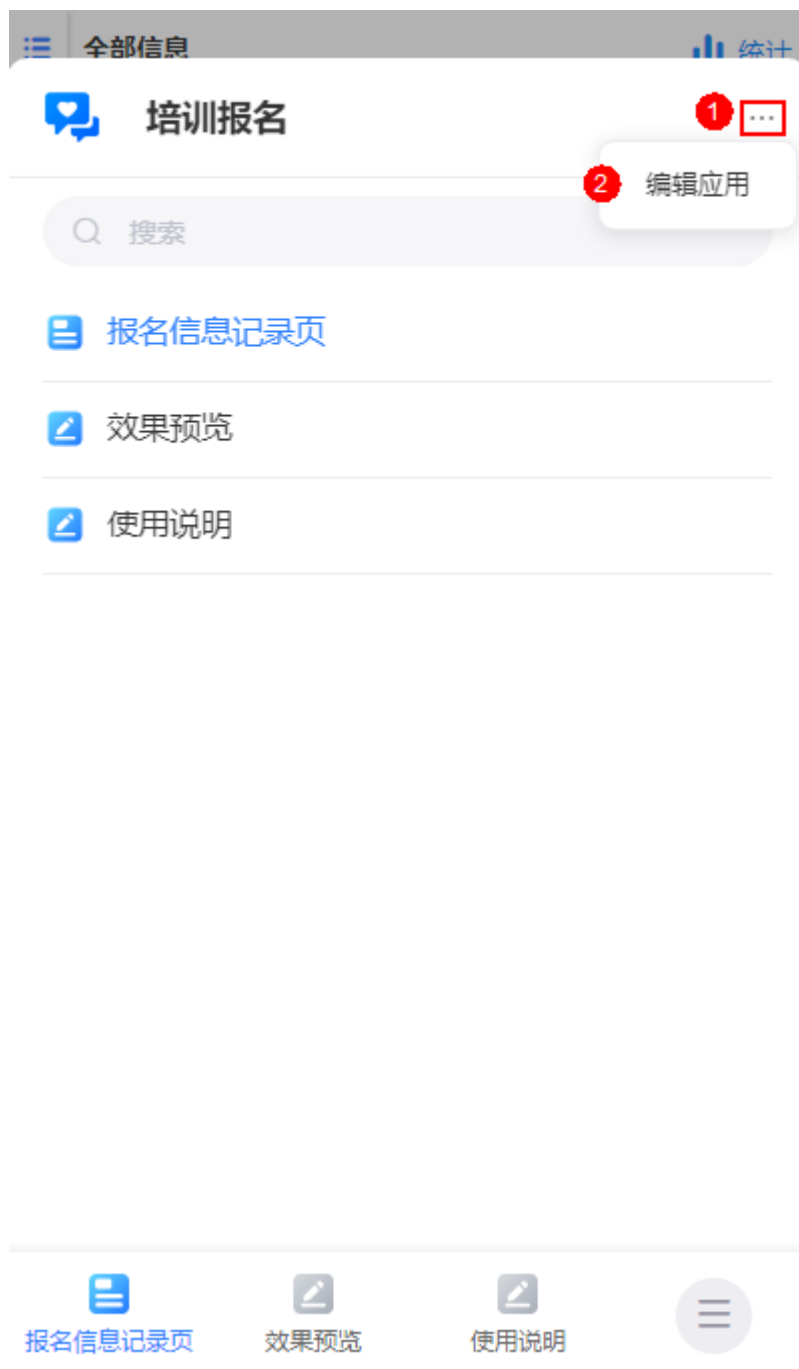 全部信息 统计
培训报名 1 ...
2 编辑应用
搜索
报名信息记录页
效果预览
使用说明
报名信息记录页 效果预览 使用说明